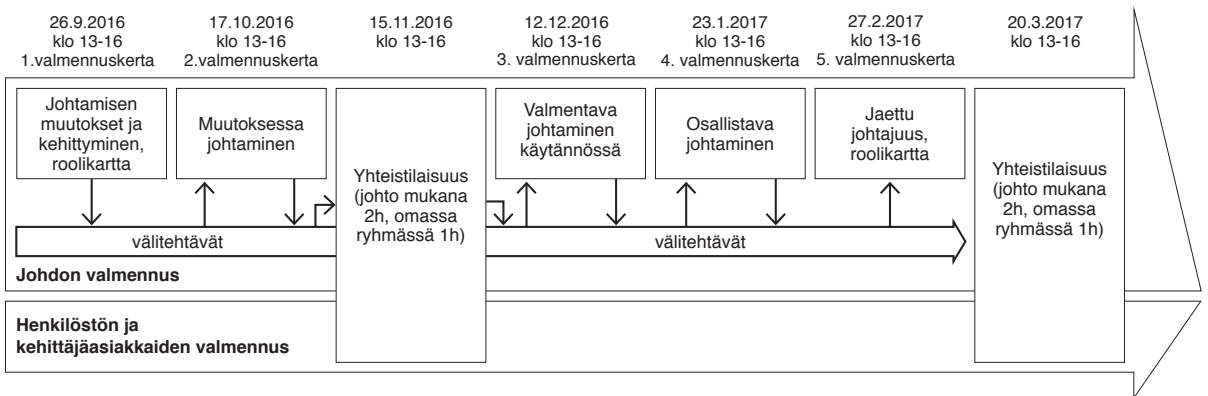 26.9.2016
klo 13-16
1.valmennuskerta
17.10.2016
klo 13-16
2.valmennuskerta
15.11.2016
klo 13-16
12.12.2016
klo 13-16
3. valmennuskerta
23.1.2017
klo 13-16
4. valmennuskerta
27.2.2017
klo 13-16
5. valmennuskerta
20.3.2017
klo 13-16
Johtamisen
muutokset ja
kehittyminen,
roolikartta
Muutoksessa
johtaminen
Yhteistilaisuus
(johto mukana
2h, omassa
ryhmässä 1h)
Valmentava
johtaminen
käytännössä
Osallistava
johtaminen
Jaettu
johtajuus,
roolikartta
Yhteistilaisuus
(johto mukana
2h, omassa
ryhmässä 1h)
välitehtävät
välitehtävät
Johdon valmennus
Henkilöstön ja
kehittäjäasiakkaiden valmennus